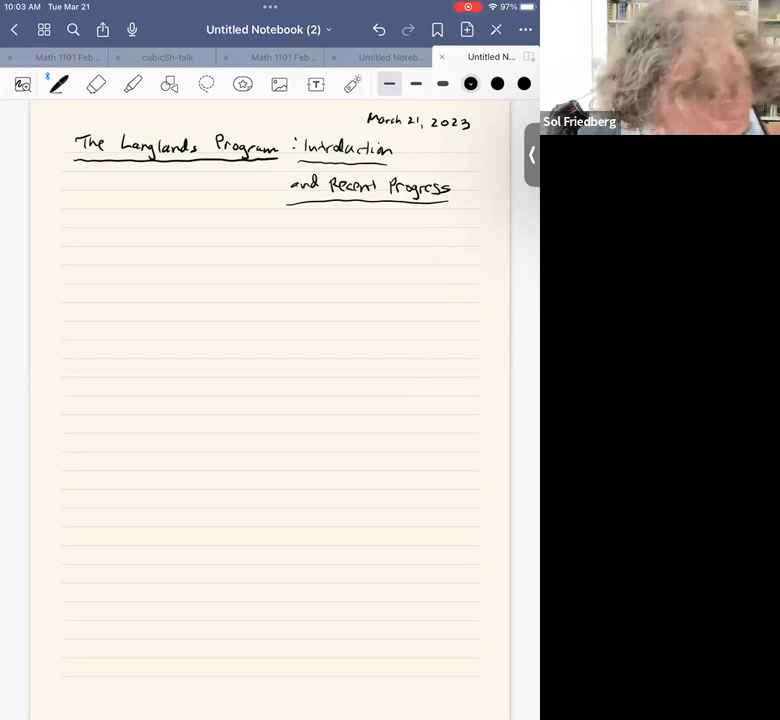 10:03 AM Tue Mar 21
97%
Untitled Notebook (2)
Math 1191 Feb...
cubicSh-talk
Math 1191 Feb...
Untitled Noteb...
Untitled N...
Sol Friedberg
March 21, 2023
The Langlands Program : Introduction
and Recent Progress